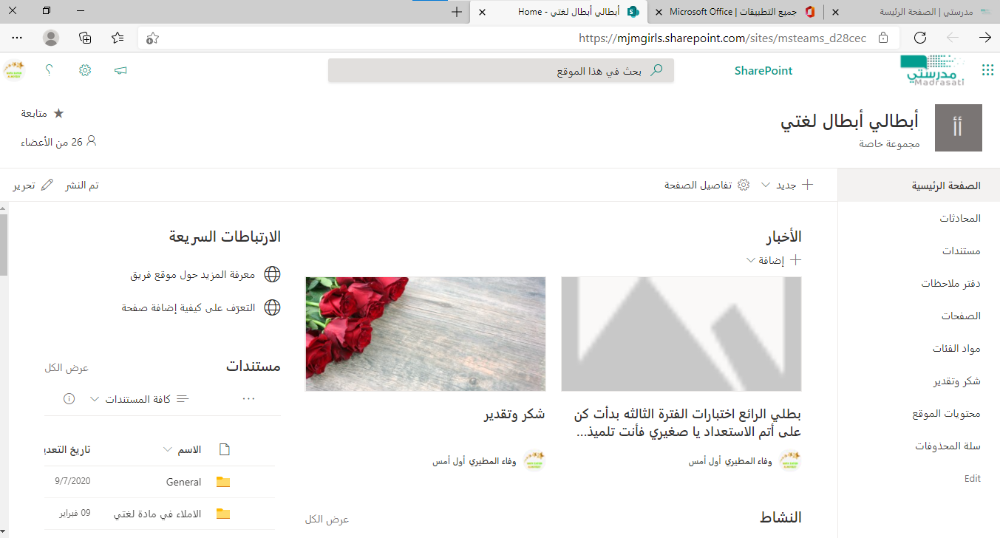 مدرستي | الصفحة الرئيسة
جميع التطبيقات | Microsoft Office
أبطالي أبطال لغتي - Home
https://mjmgirls.sharepoint.com/sites/msteams_d28cec
مدرستي
Madrasati
SharePoint
بحث في هذا الموقع
أأ
أبطالي أبطال لغتي
مجموعة خاصة
متابعة
26 من الأعضاء
الصفحة الرئيسية
المحادثات
مستندات
دفتر ملاحظات
الصفحات
مواد الفئات
شكر وتقدير
محتويات الموقع
سلة المحذوفات
Edit
جديد
تفاصيل الصفحة
تم النشر
تحرير
الأخبار
إضافة
بطلي الرائع اختبارات الفترة الثالثه بدأت كن
على أتم الاستعداد يا صغيري فأنت تلميذ...
وفاء المطيري أول أمس
شكر وتقدير
وفاء المطيري أول أمس
النشاط
عرض الكل
الارتباطات السريعة
معرفة المزيد حول موقع فريق
التعرّف على كيفية إضافة صفحة
مستندات
عرض الكل
كافة المستندات
الاسم
تاريخ التعدي
General
9/7/2020
الاملاء في مادة لغتي
09 فبراير